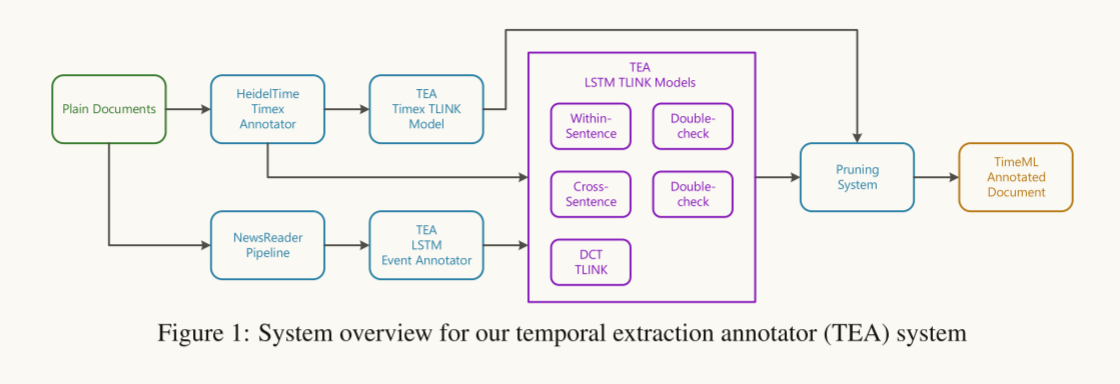 Plain Documents
HeidelTime
Timex
Annotator
TEA
Timex TLINK
Model
NewsReader
Pipeline
TEA
LSTM
Event Annotator
TEA
LSTM TLINK Models
Within-
Sentence
Double-
check
Cross-
Sentence
Double-
check
DCT
TLINK
Pruning
System
TimeML
Annotated
Document
Figure 1: System overview for our temporal extraction annotator (TEA) system